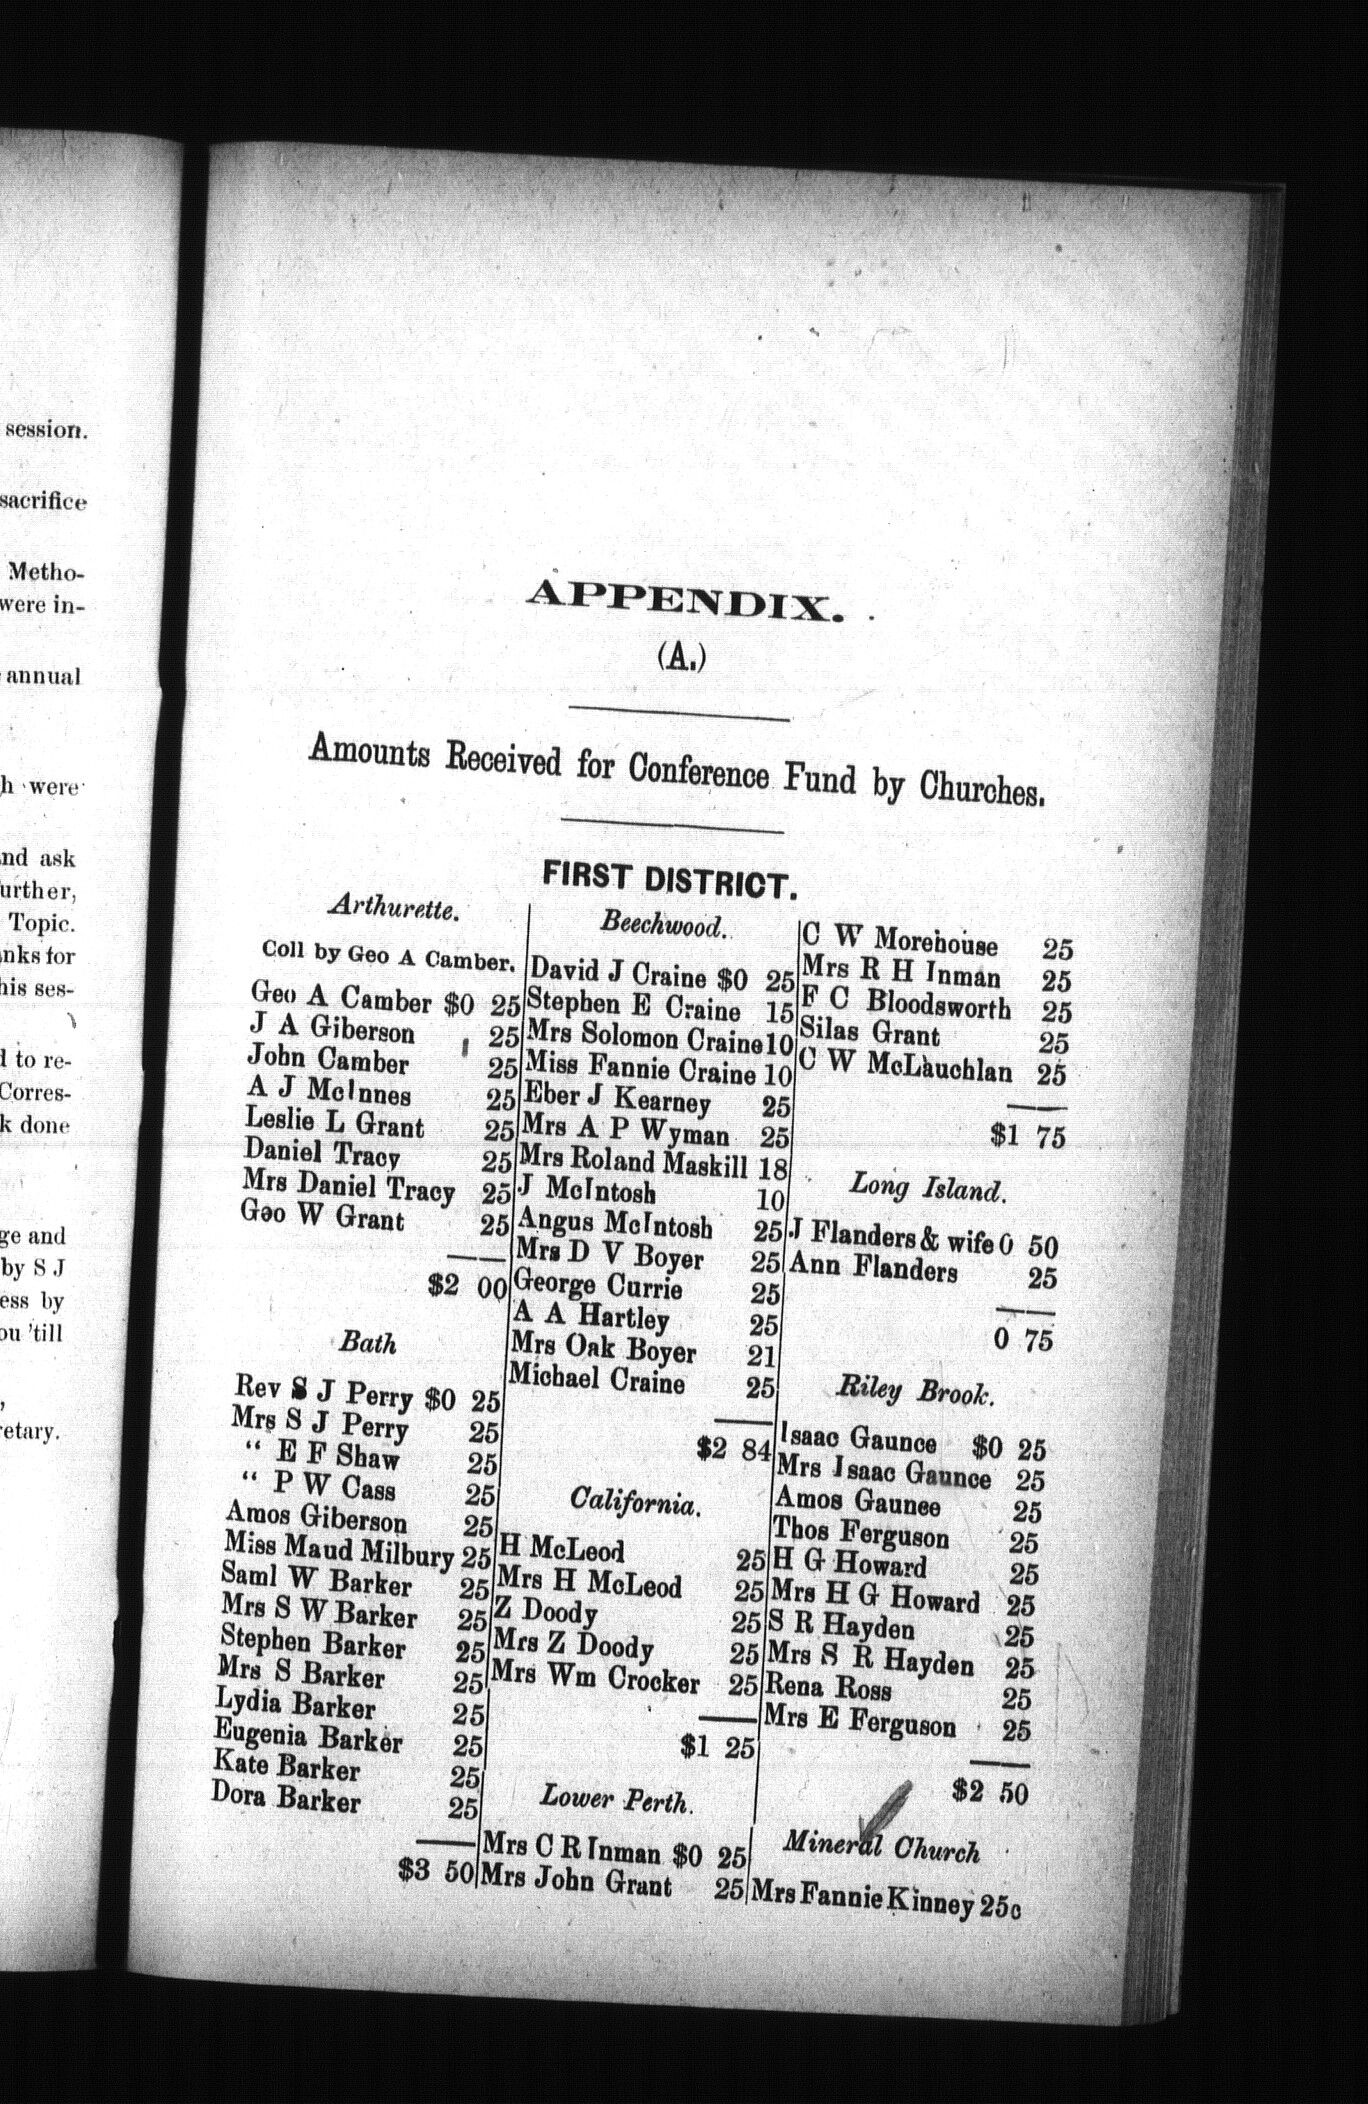 session.
sacrifice
Metho-
were in-
annual
were
nd ask
urther,
Topic.
nks for
his ses-
d to re-
Corres-
k done
ge and
by S J
ess by
ou 'till
retary.
APPENDIX.
(A.)
Amounts Received for Conference Fund by Churches.
FIRST DISTRICT.
Arthurette.
Coll by Geo A Camber.
Geo A Camber $0 25
J A Giberson 25
John Camber 25
A J McInnes 25
Leslie L Grant 25
Daniel Tracy 25
Mrs Daniel Tracy 25
Geo W Grant 25
$2 00
Bath
Rev S J Perry $0 25
Mrs S J Perry 25
“ E F Shaw 25
“ P W Cass 25
Amos Giberson 25
Miss Maud Milbury 25
Saml W Barker 25
Mrs S W Barker 25
Stephen Barker 25
Mrs S Barker 25
Lydia Barker 25
Eugenia Barker 25
Kate Barker 25
Dora Barker 25
$3 50
Beechwood.
David J Craine $0 25
Stephen E Craine 15
Mrs Solomon Craine 10
Miss Fannie Craine 10
Eber J Kearney 25
Mrs A P Wyman 25
Mrs Roland Maskill 18
J McIntosh 10
Angus McIntosh 25
Mrs D V Boyer 25
George Currie 25
A A Hartley 25
Mrs Oak Boyer 21
Michael Craine 25
$2 84
California.
H McLeod 25
Mrs H McLeod 25
Z Doody 25
Mrs Z Doody 25
Mrs Wm Crocker 25
$1 25
Lower Perth.
Mrs C R Inman $0 25
Mrs John Grant 25
C W Morehouse 25
Mrs R H Inman 25
F C Bloodsworth 25
Silas Grant 25
C W McLauchlan 25
$1 75
Long Island.
J Flanders & wife 0 50
Ann Flanders 25
0 75
Riley Brook.
Isaac Gaunce $0 25
Mrs Isaac Gaunce 25
Amos Gaunce 25
Thos Ferguson 25
H G Howard 25
Mrs H G Howard 25
S R Hayden 25
Mrs S R Hayden 25
Rena Ross 25
Mrs E Ferguson 25
$2 50
Mineral Church
Mrs Fannie Kinney 25c